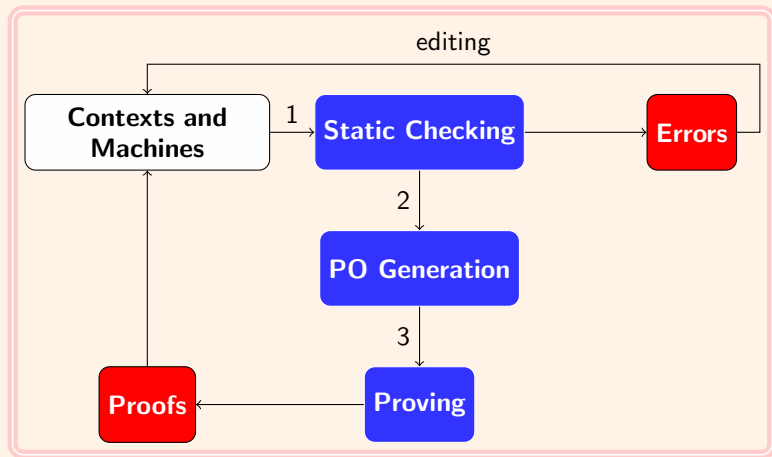 editing
Contexts and
Machines
1
Static Checking
Errors
2
PO Generation
3
Proofs
Proving